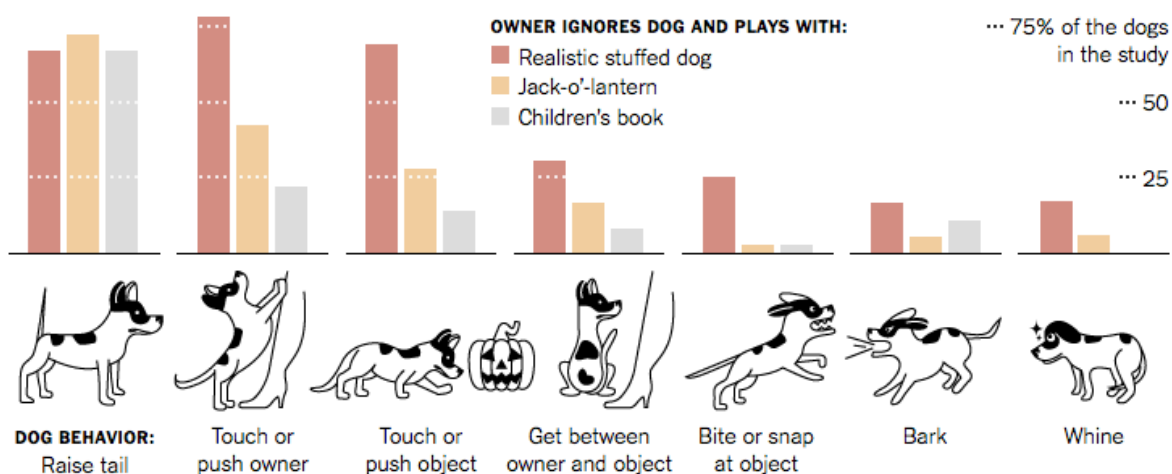 OWNER IGNORES DOG AND PLAYS WITH:
Realistic stuffed dog
Jack-o'-lantern
Children's book
··· 75% of the dogs
in the study
··· 50
··· 25
DOG BEHAVIOR:
Raise tail
Touch or
push owner
Touch or
push object
Get between
owner and object
Bite or snap
at object
Bark
Whine